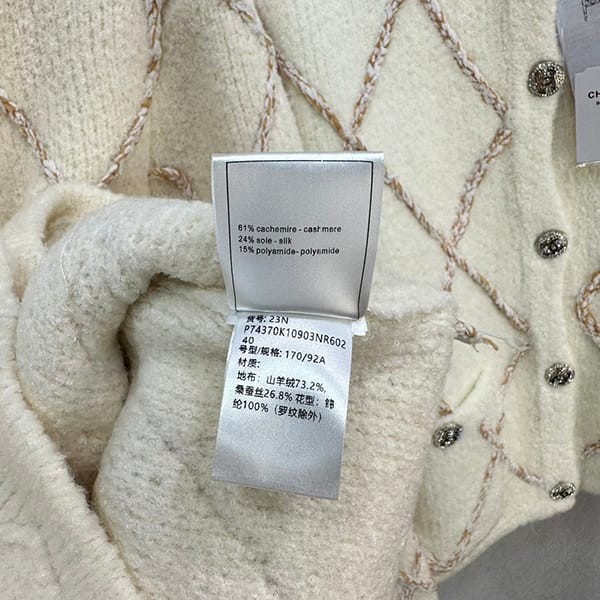 61% cachemire - cashmere
24% soie - silk
15% polyamide- polyamide
货号: 23N
P74370K10903NR602
40
号型/规格: 170/92A
材质:
地布: 山羊绒73.2%,
桑蚕丝26.8% 花型: 锦
纶100% (罗纹除外)
CH